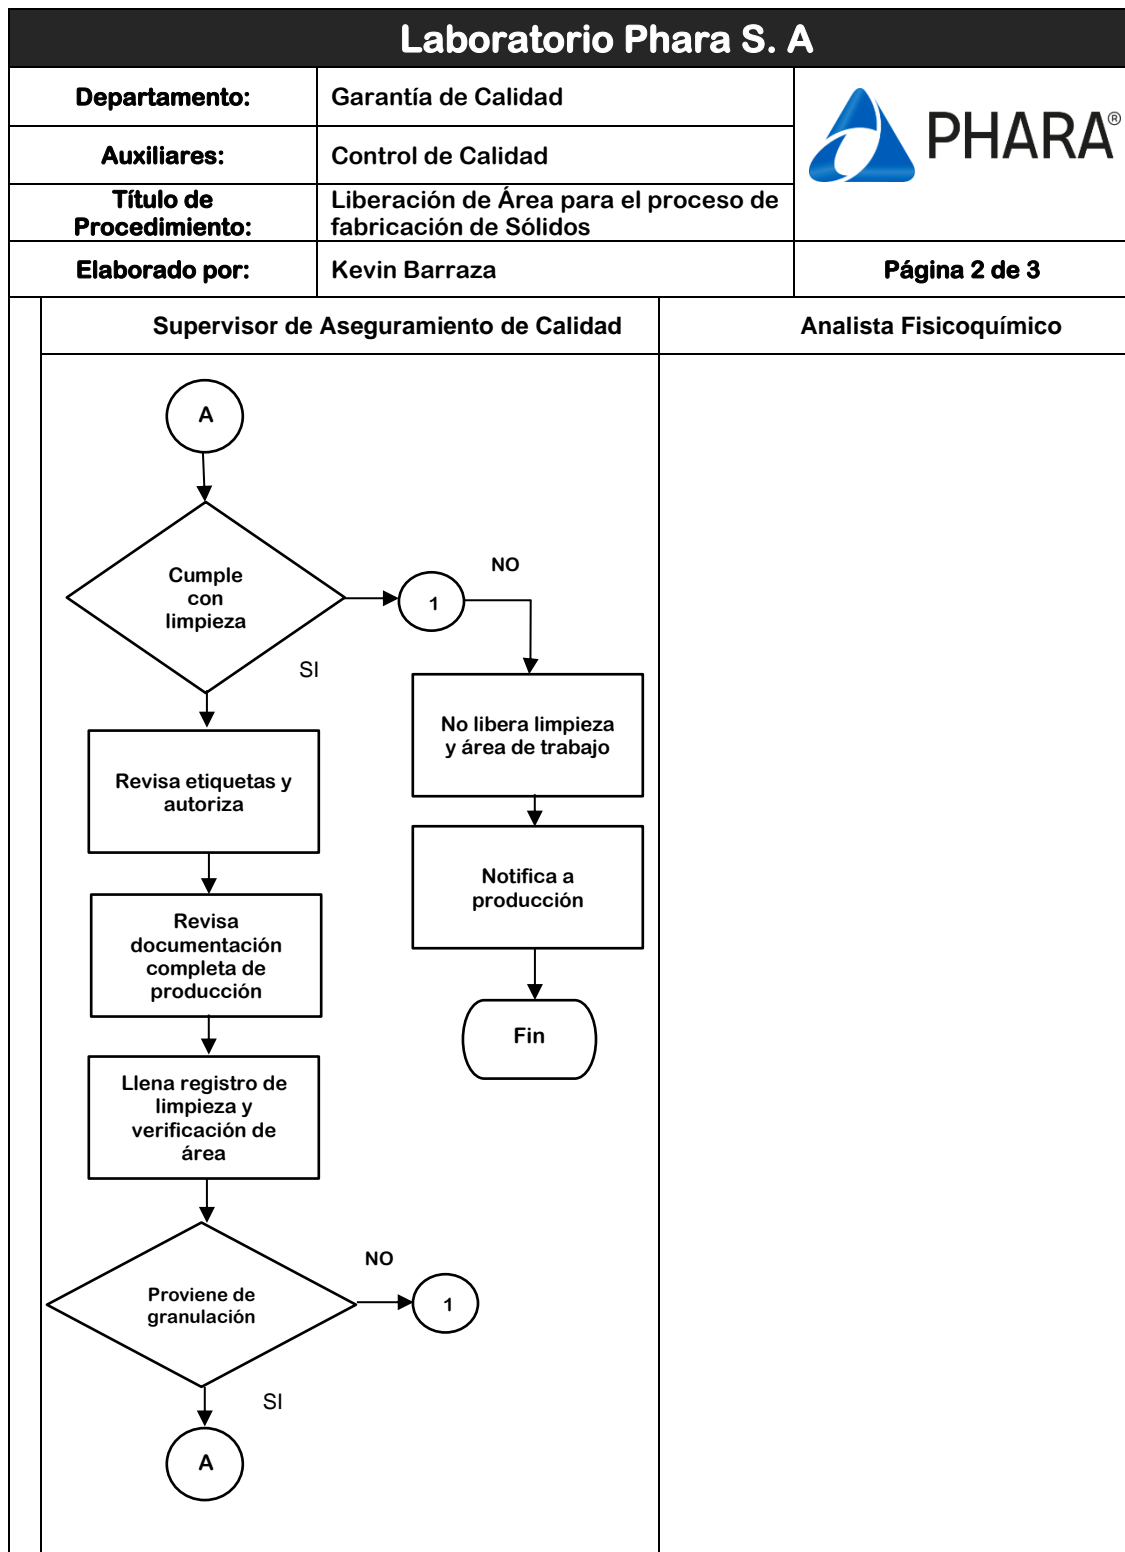 Laboratorio Phara S. A
Departamento:
Garantía de Calidad
PHARA®
Auxiliares:
Control de Calidad
Título de
Procedimiento:
Liberación de Área para el proceso de
fabricación de Sólidos
Elaborado por:
Kevin Barraza
Página 2 de 3
Supervisor de Aseguramiento de Calidad
Analista Fisicoquímico
A
Cumple
con
limpieza
NO
1
SI
No libera limpieza
y área de trabajo
Revisa etiquetas y
autoriza
Notifica a
producción
Revisa
documentación
completa de
producción
Fin
Llena registro de
limpieza y
verificación de
área
Proviene de
granulación
NO
1
SI
A